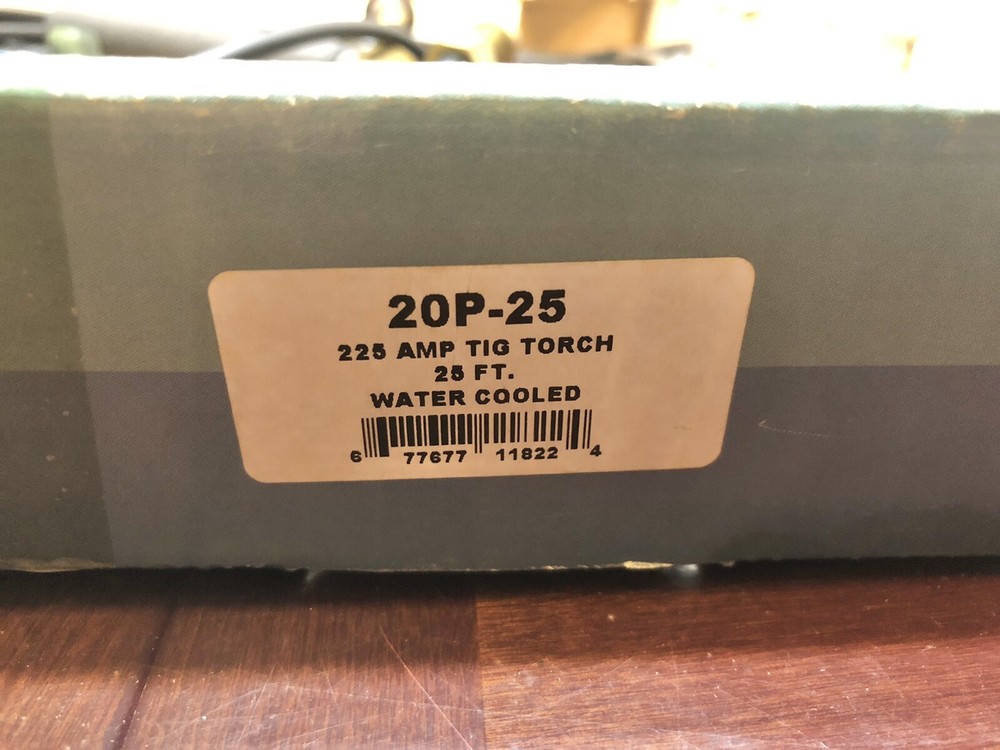 20P-25
225 AMP TIG TORCH
25 FT.
WATER COOLED
6 77677 11822 4